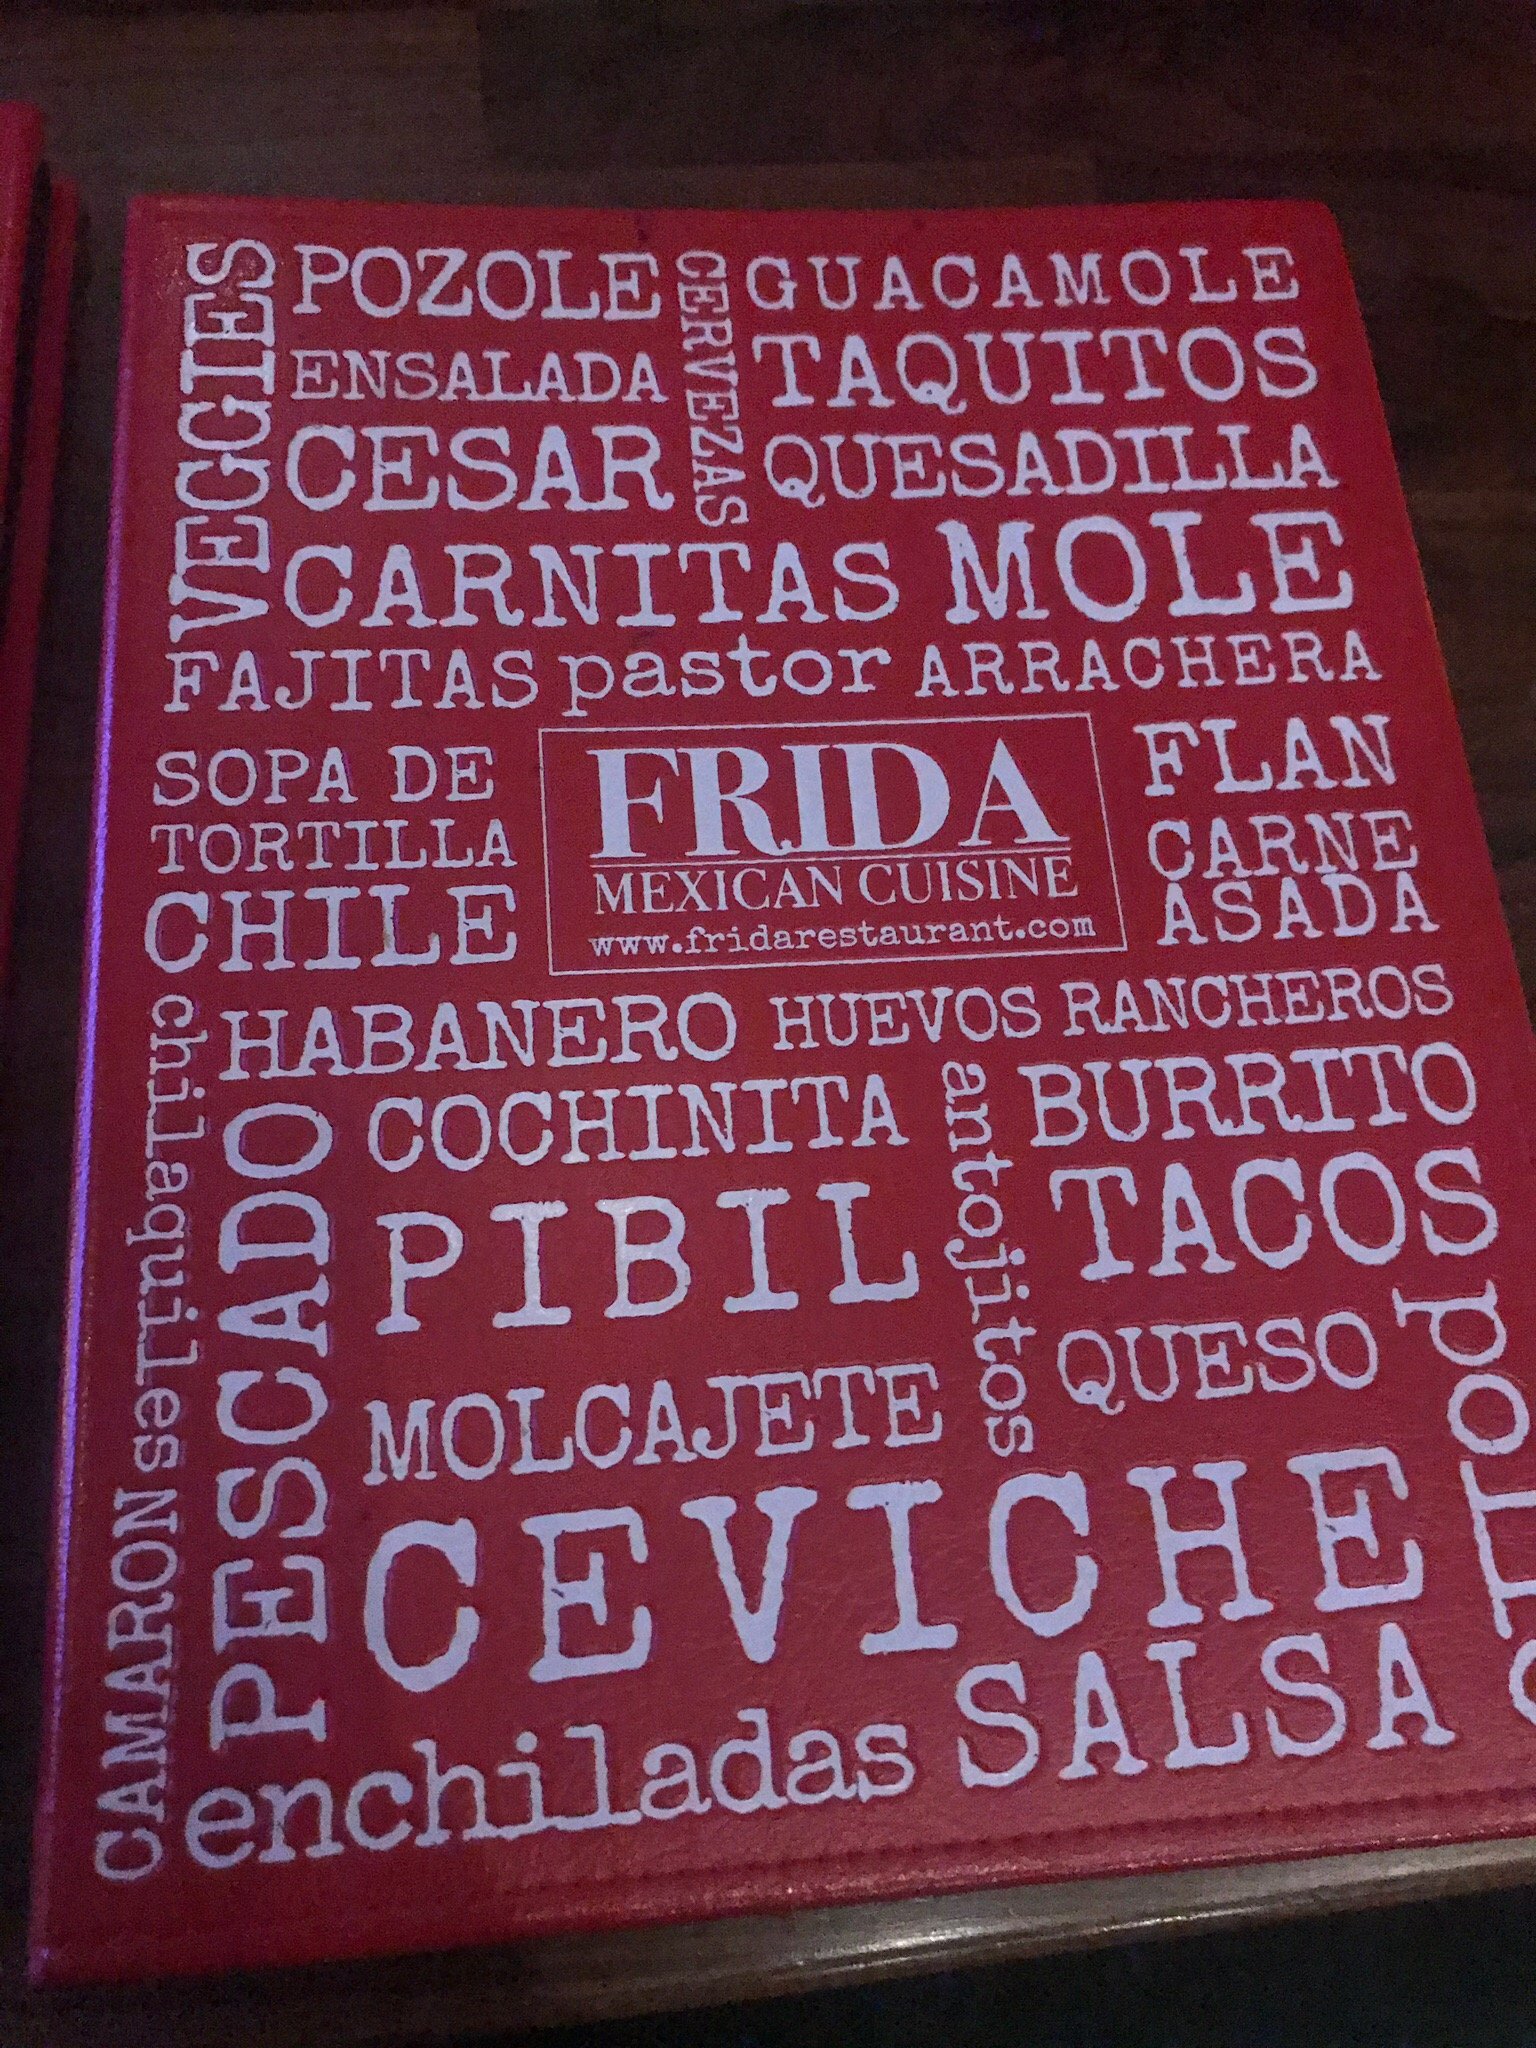 VEGGIES
POZOLE
CERVEZAS
GUACAMOLE
ENSALADA
CESAR
TAQUITOS
QUESADILLA
CARNITAS
MOLE
FAJITAS
pastor
ARRACHERA
SOPA DE
TORTILLA
CHILE
FRIDA
MEXICAN CUISINE
www.fridarestaurant.com
FLAN
CARNE
ASADA
chilaquiles
HABANERO
HUEVOS RANCHEROS
PESCADO
COCHINITA
PIBIL
antojitos
BURRITO
TACOS
MOLCAJETE
QUESO
CAMARON
CEVICHE
enchiladas
SALSA